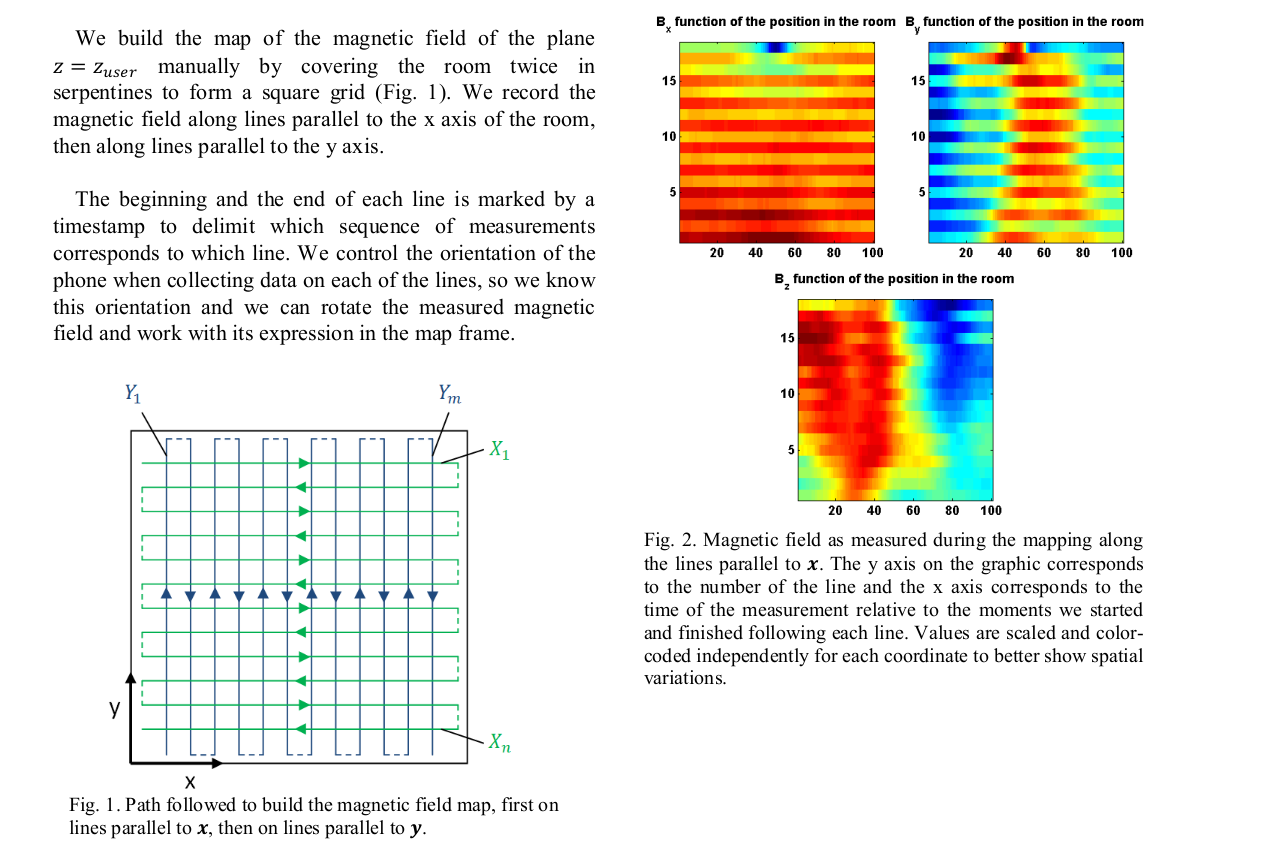 We build the map of the magnetic field of the plane
z = z_user manually by covering the room twice in
serpentines to form a square grid (Fig. 1). We record the
magnetic field along lines parallel to the x axis of the room,
then along lines parallel to the y axis.
The beginning and the end of each line is marked by a
timestamp to delimit which sequence of measurements
corresponds to which line. We control the orientation of the
phone when collecting data on each of the lines, so we know
this orientation and we can rotate the measured magnetic
field and work with its expression in the map frame.
Y1
Ym
X1
Xn
y
x
Fig. 1. Path followed to build the magnetic field map, first on
lines parallel to x, then on lines parallel to y.
Bx function of the position in the room
15
10
5
20 40 60 80 100
By function of the position in the room
15
10
5
20 40 60 80 100
Bz function of the position in the room
15
10
5
20 40 60 80 100
Fig. 2. Magnetic field as measured during the mapping along
the lines parallel to x. The y axis on the graphic corresponds
to the number of the line and the x axis corresponds to the
time of the measurement relative to the moments we started
and finished following each line. Values are scaled and color-
coded independently for each coordinate to better show spatial
variations.